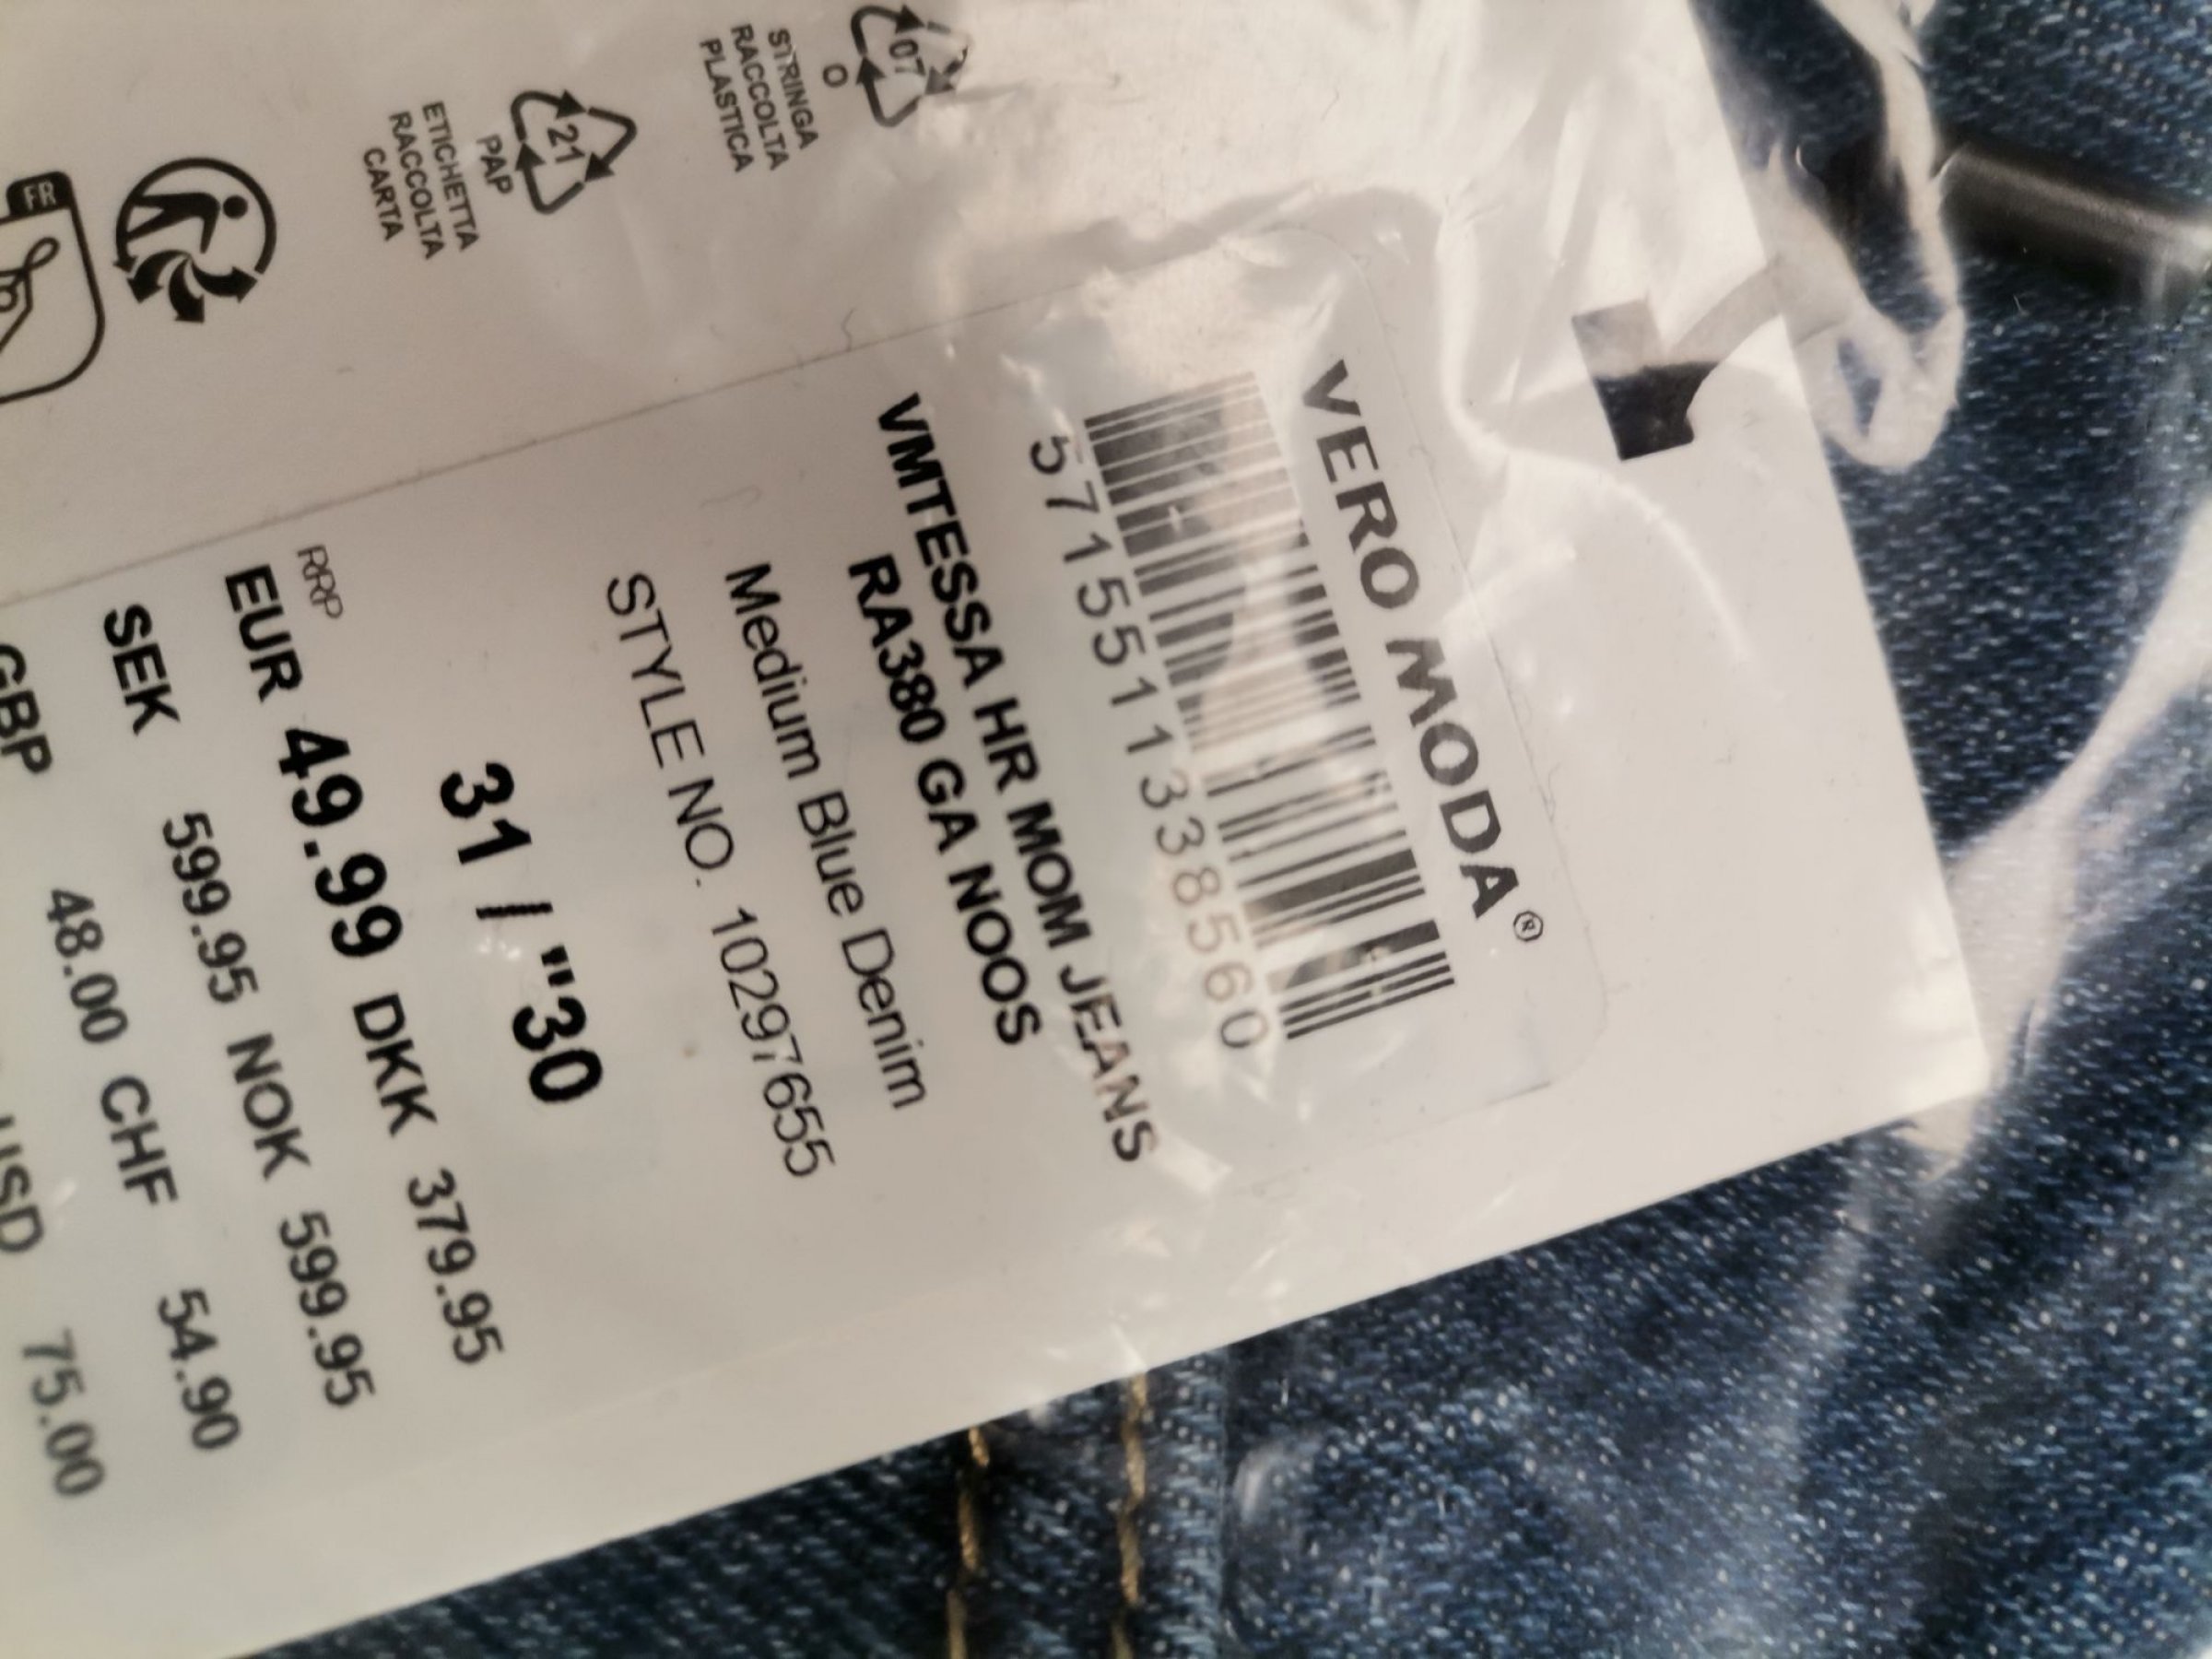 VERO MODA®
5715511338560
VMTESSA HR MOM JEANS
RA380 GA NOOS
Medium Blue Denim
STYLE NO. 10297655
31 / "30
RRP
EUR 49.99 DKK 379.95
SEK 599.95 NOK 599.95
GBP 48.00 CHF 54.90
USD 75.00
07
O
STRINGA
RACCOLTA
PLASTICA
21
PAP
ETICHETTA
RACCOLTA
CARTA
FR